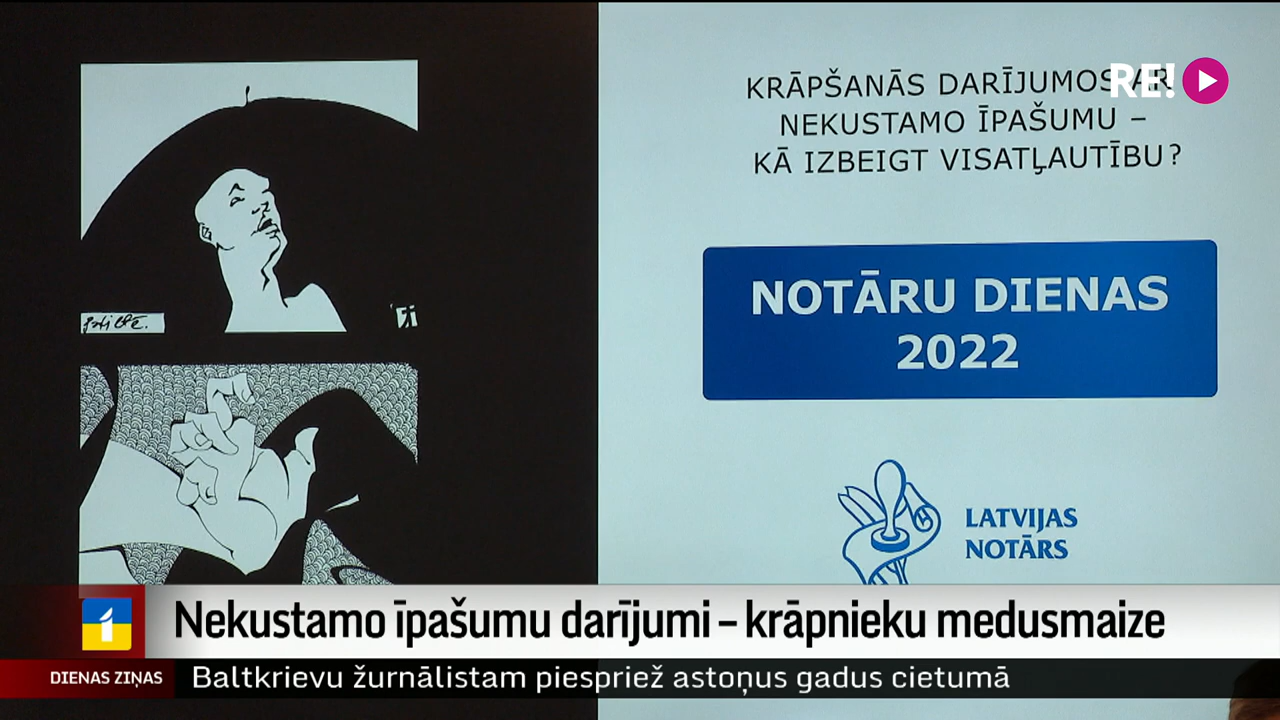 RE!
KRĀPŠANĀS DARĪJUMOS AR
NEKUSTAMO ĪPAŠUMU –
KĀ IZBEIGT VISATĻAUTĪBU?
NOTĀRU DIENAS
2022
LATVIJAS
NOTĀRS
1
Nekustamo īpašumu darījumi – krāpnieku medusmaize
DIENAS ZIŅAS
Baltkrievu žurnālistam piespriež astoņus gadus cietumā